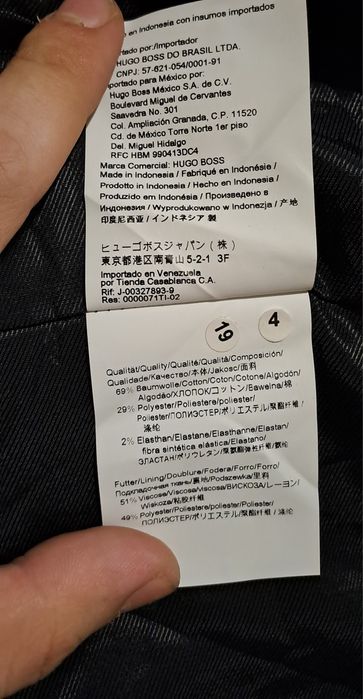 en Indonesia con insumos importados
tado por:/Importador
HUGO BOSS DO BRASIL LTDA.
CNPJ: 57-621-054/0001-91
portado para México por:
Hugo Boss México S.A. de C.V.
Boulevard Miguel de Cervantes
Saavedra No. 301
Col. Ampliación Granada, C.P. 11520
Cd. de México Torre Norte 1er piso
Del. Miguel Hidalgo
RFC HBM 990413DC4
Marca Comercial: HUGO BOSS
Made in Indonesia / Fabriqué en Indonésie /
Prodotto in Indonesia / Hecho en Indonesia /
Produzido em Indonésia / Произведено в
Индонезия / Wyprodukowano w Indonezja / 产地
印度尼西亚 / インドネシア 製
ヒューゴボスジャパン (株)
東京都港区南青山5-2-1 3F
Importado en Venezuela
por Tienda Casablanca C.A.
Rif: J-00327893-9
Res: 0000071TI-02
19 4
Qualität/Quality/Qualité/Qualità/Composición/
Qualidade/Качество/本体/Jakosc/面料
69% Baumwolle/Cotton/Coton/Cotone/Algodón/
Algodão/ХЛОПОК/コットン/Bawełna/棉
29% Polyester/Poliestere/poliester/
Poliester/ПОЛИЭСТЕР/ポリエステル/聚酯纤维 /
涤纶
2% Elasthan/Elastane/Elasthanne/Elastan/
fibra sintética elástica/Elastano/
ЭЛАСТАН/ポリウレタン/聚氨酯弹性纤维/氨纶
Futter/Lining/Doublure/Fodera/Forro/Forro/
Подкладочная ткань/裏地/Podszewka/里料
51% Viscose/Viscosa/viscosa/ВИСКОЗА/レーヨン/
Wiskoza/粘胶纤维
49% Polyester/Poliestere/poliester/Poliester/
ПОЛИЭСТЕР/ポリエステル/聚酯纤维 / 涤纶